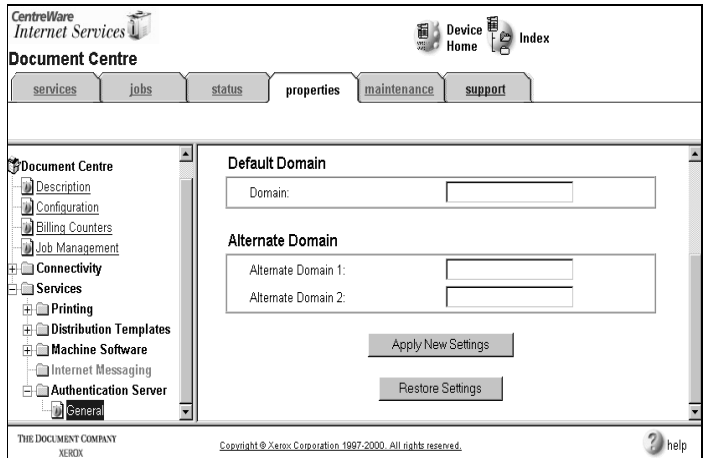 CentreWare
Internet Services
Device
Home
Index
Document Centre
services
jobs
status
properties
maintenance
support
Document Centre
Description
Configuration
Billing Counters
Job Management
Connectivity
Services
Printing
Distribution Templates
Machine Software
Internet Messaging
Authentication Server
General
Default Domain
Domain:
Alternate Domain
Alternate Domain 1:
Alternate Domain 2:
Apply New Settings
Restore Settings
THE DOCUMENT COMPANY
XEROX
Copyright © Xerox Corporation 1997-2000. All rights reserved.
help